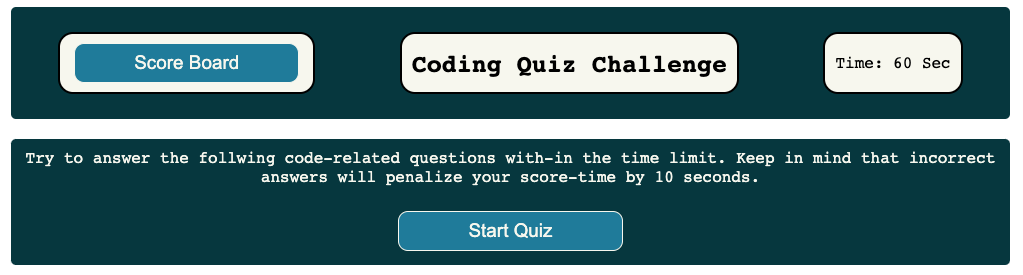 Score Board
Coding Quiz Challenge
Time: 60 Sec
Try to answer the follwing code-related questions with-in the time limit. Keep in mind that incorrect
answers will penalize your score-time by 10 seconds.
Start Quiz